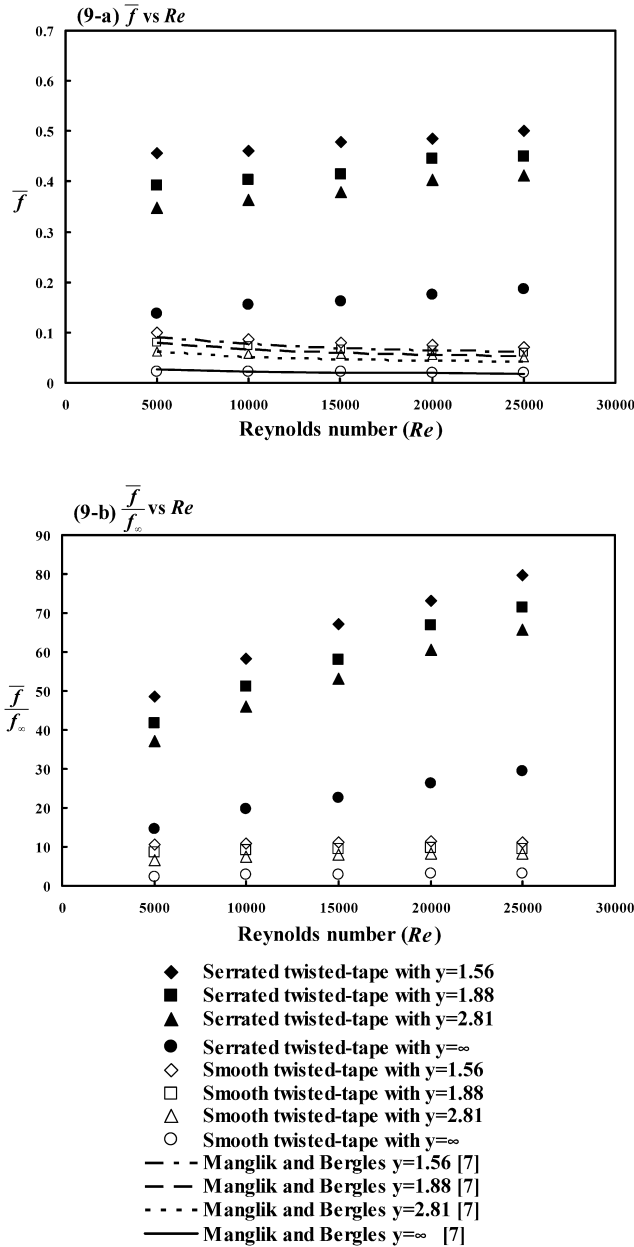 (9-a) f̅ vs Re
0.7
0.6
0.5
0.4
f̅
0.3
0.2
0.1
0
0 5000 10000 15000 20000 25000 30000
Reynolds number (Re)
(9-b) f̅/f∞ vs Re
90
80
70
60
50
f̅/f∞
40
30
20
10
0
0 5000 10000 15000 20000 25000 30000
Reynolds number (Re)
Serrated twisted-tape with y=1.56
Serrated twisted-tape with y=1.88
Serrated twisted-tape with y=2.81
Serrated twisted-tape with y=∞
Smooth twisted-tape with y=1.56
Smooth twisted-tape with y=1.88
Smooth twisted-tape with y=2.81
Smooth twisted-tape with y=∞
Manglik and Bergles y=1.56 [7]
Manglik and Bergles y=1.88 [7]
Manglik and Bergles y=2.81 [7]
Manglik and Bergles y=∞ [7]